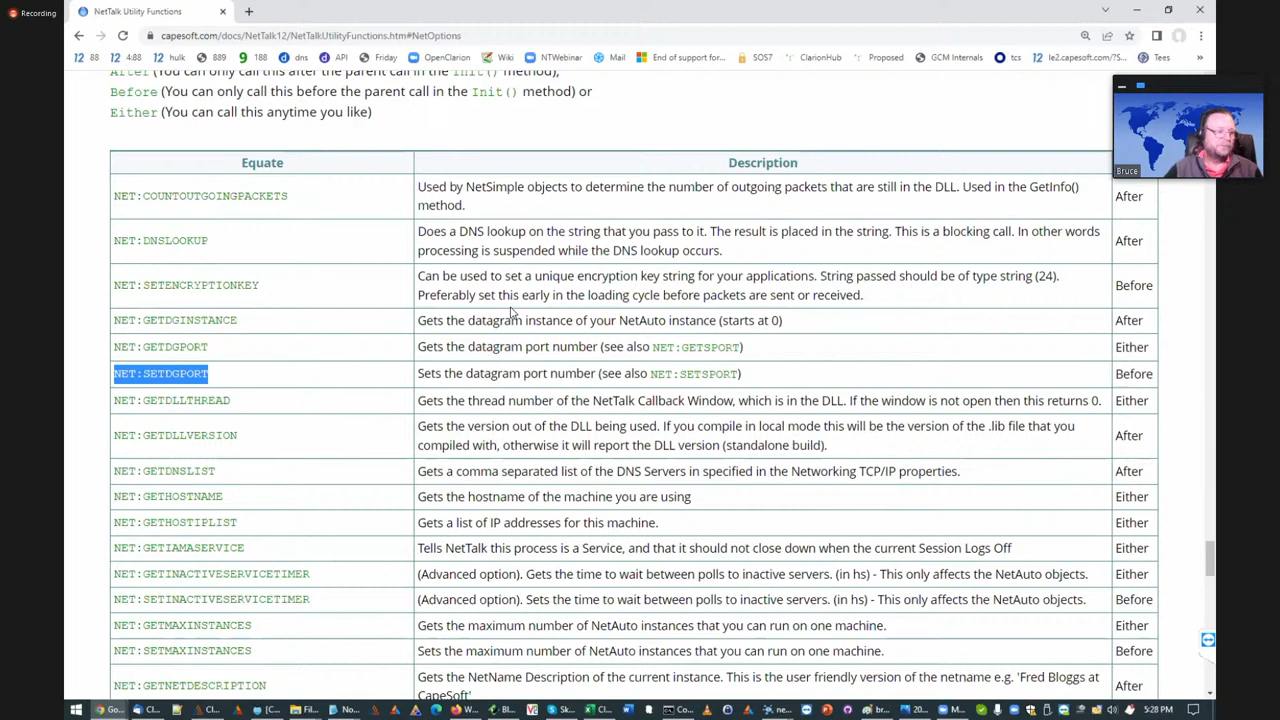 Recording
NetTalk Utility Functions
capesoft.com/docs/NetTalk12/NetTalkUtilityFunctions.htm#NetOptions
88
4:88
hulk
889
188
dns
API
Friday
OpenClarion
Wiki
NTWebinar
Mail
End of support for...
SOS7
ClarionHub
Proposed
GCM Internals
tcs
le2.capesoft.com/?S...
Tees
After (You can only call this after the parent call in the Init() method),
Before (You can only call this before the parent call in the Init() method) or
Either (You can call this anytime you like)
Bruce
Equate Description
NET:COUNTOUTGOINGPACKETS Used by NetSimple objects to determine the number of outgoing packets that are still in the DLL. Used in the GetInfo() After
method.
NET:DNSLOOKUP Does a DNS lookup on the string that you pass to it. The result is placed in the string. This is a blocking call. In other words After
processing is suspended while the DNS lookup occurs.
NET:SETENCRYPTIONKEY Can be used to set a unique encryption key string for your applications. String passed should be of type string (24). Before
Preferably set this early in the loading cycle before packets are sent or received.
NET:GETDGINSTANCE Gets the datagram instance of your NetAuto instance (starts at 0) After
NET:GETDGPORT Gets the datagram port number (see also NET:GETSPORT) Either
NET:SETDGPORT Sets the datagram port number (see also NET:SETSPORT) Before
NET:GETDLLTHREAD Gets the thread number of the NetTalk Callback Window, which is in the DLL. If the window is not open then this returns 0. Either
NET:GETDLLVERSION Gets the version out of the DLL being used. If you compile in local mode this will be the version of the .lib file that you After
compiled with, otherwise it will report the DLL version (standalone build).
NET:GETDNSLIST Gets a comma separated list of the DNS Servers in specified in the Networking TCP/IP properties. After
NET:GETHOSTNAME Gets the hostname of the machine you are using Either
NET:GETHOSTIPLIST Gets a list of IP addresses for this machine. Either
NET:GETIAMASERVICE Tells NetTalk this process is a Service, and that it should not close down when the current Session Logs Off Either
NET:GETINACTIVESERVICETIMER (Advanced option). Gets the time to wait between polls to inactive servers. (in hs) - This only affects the NetAuto objects. Either
NET:SETINACTIVESERVICETIMER (Advanced option). Sets the time to wait between polls to inactive servers. (in hs) - This only affects the NetAuto objects. Before
NET:GETMAXINSTANCES Gets the maximum number of NetAuto instances that you can run on one machine. Either
NET:SETMAXINSTANCES Sets the maximum number of NetAuto instances that you can run on one machine. Before
NET:GETNETDESCRIPTION Gets the NetName Description of the current instance. This is the user friendly version of the netname e.g. 'Fred Bloggs at After
CapeSoft'
5:28 PM